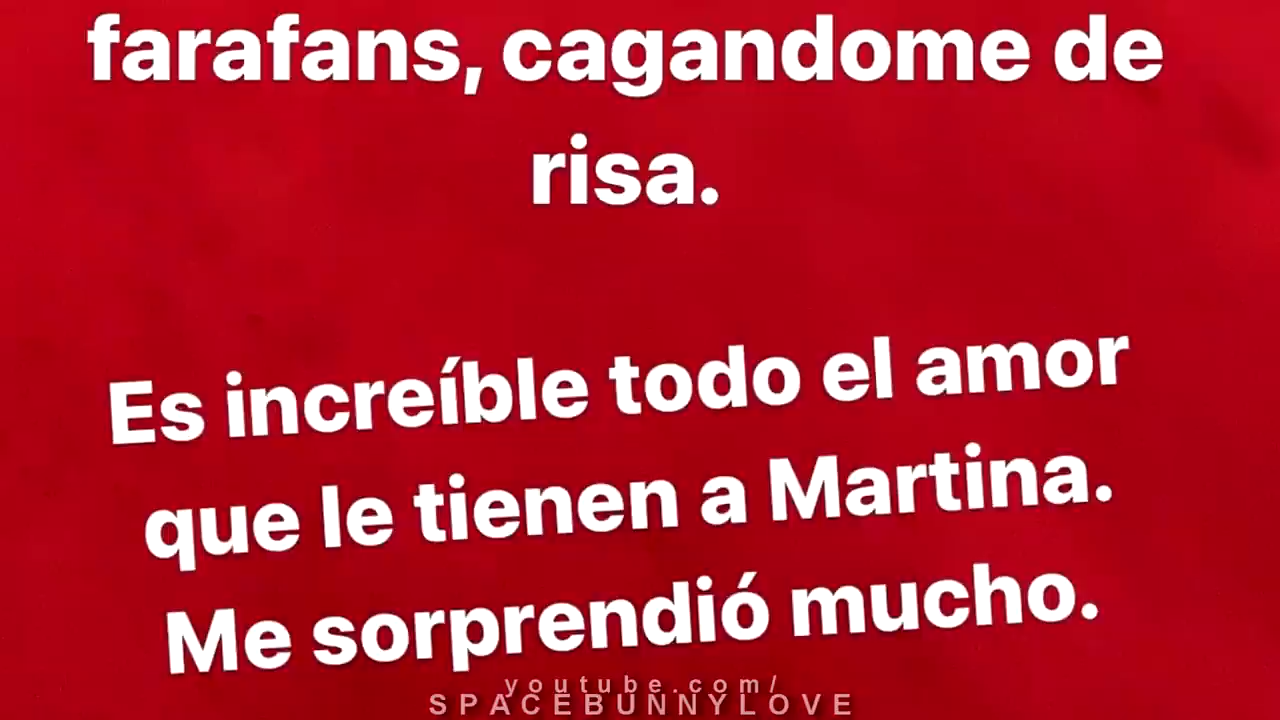 farafans, cagandome de
risa.
Es increíble todo el amor
que le tienen a Martina.
Me sorprendió mucho.
youtube.com/
SPACEBUNNYLOVE